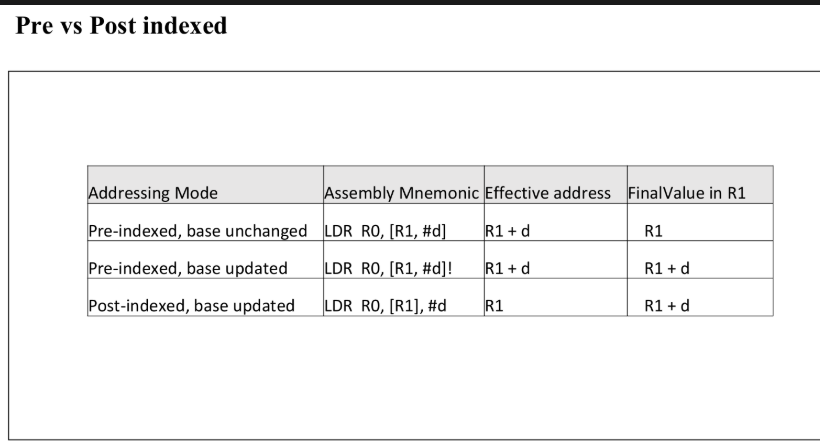 Pre vs Post indexed
Addressing Mode Assembly Mnemonic Effective address FinalValue in R1
Pre-indexed, base unchanged LDR R0, [R1, #d] R1 + d R1
Pre-indexed, base updated LDR R0, [R1, #d]! R1 + d R1 + d
Post-indexed, base updated LDR R0, [R1], #d R1 R1 + d